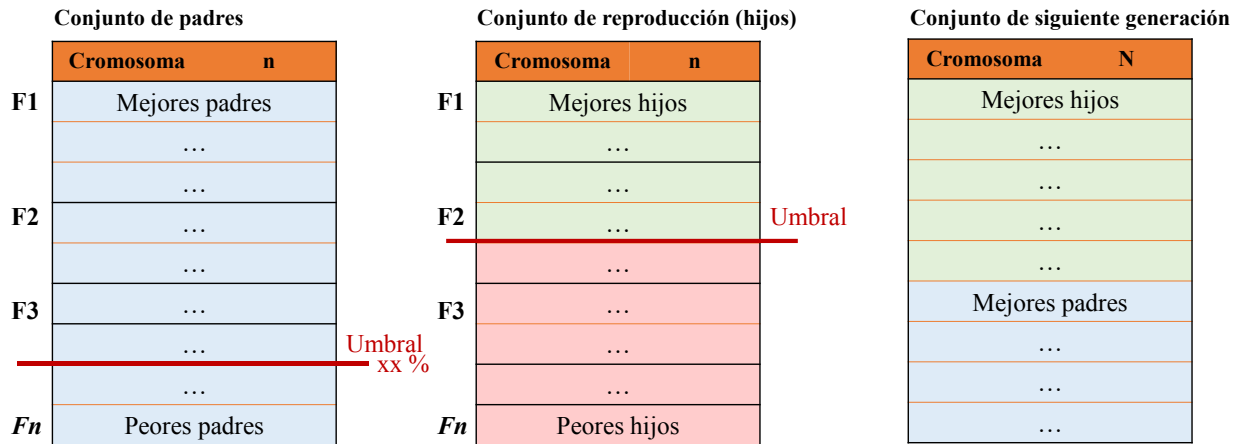 Conjunto de padres
Cromosoma n
F1 Mejores padres
…
…
F2 …
…
F3 …
… Umbral
xx %
…
Fn Peores padres
Conjunto de reproducción (hijos)
Cromosoma n
F1 Mejores hijos
…
…
F2 … Umbral
…
F3 …
…
…
Fn Peores hijos
Conjunto de siguiente generación
Cromosoma N
Mejores hijos
…
…
…
…
Mejores padres
…
…
…